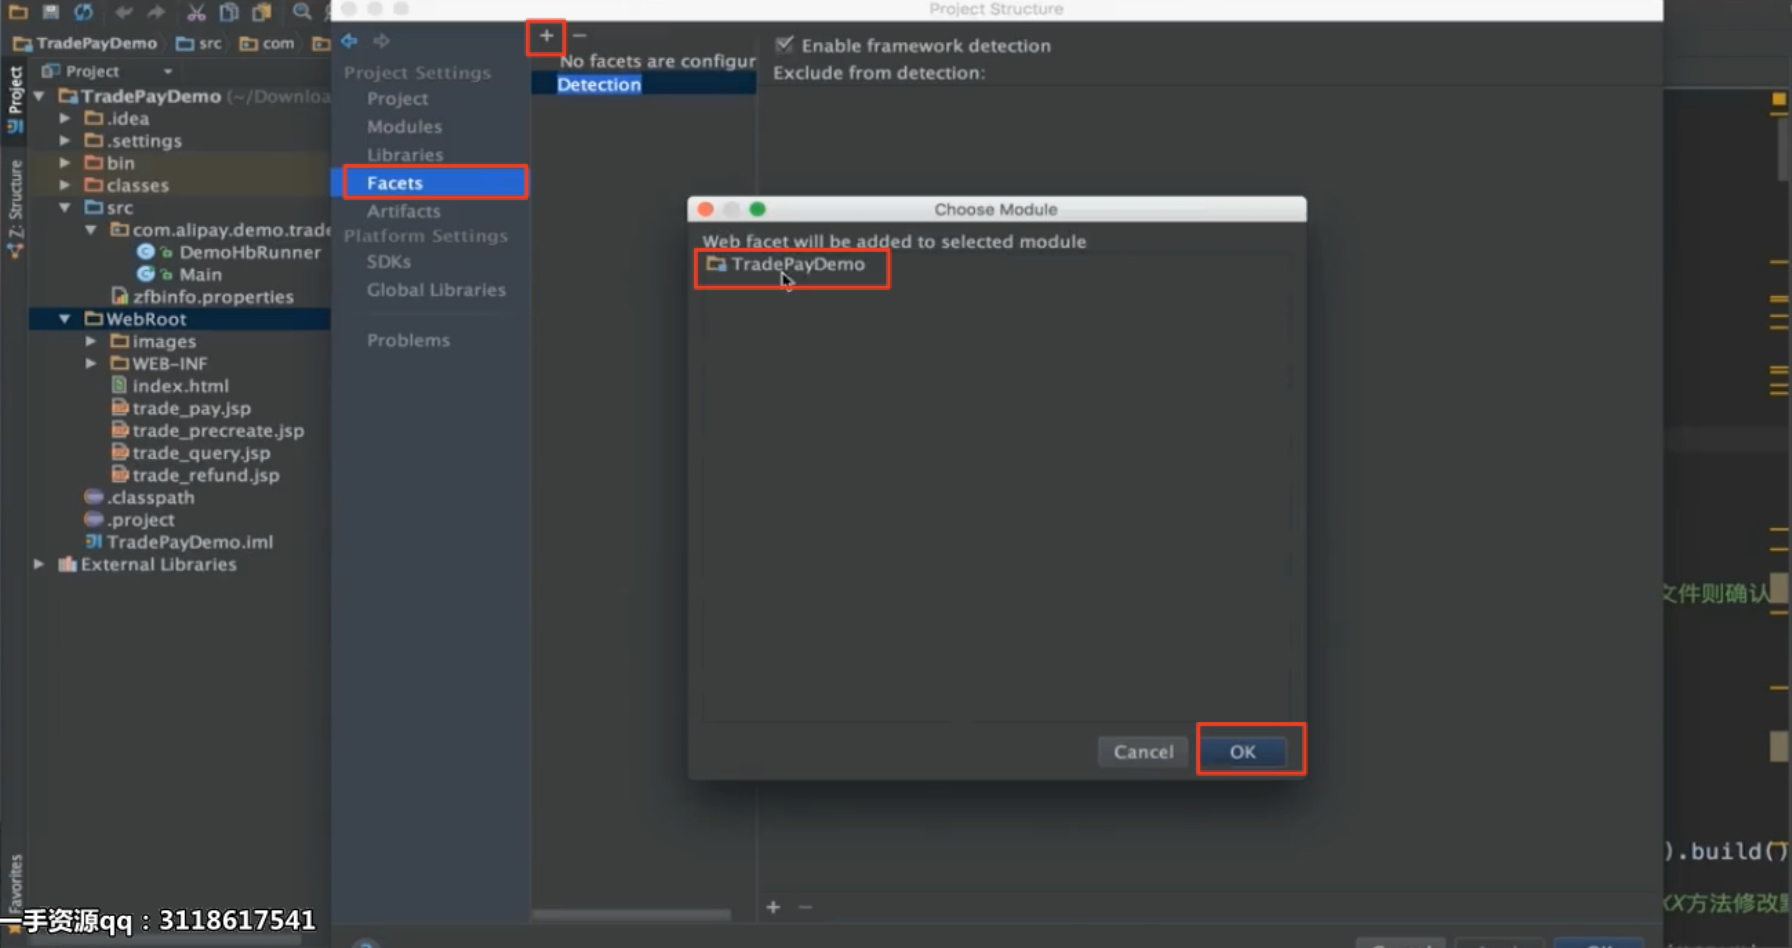 Project Structure
TradePayDemo
src
com
Project
TradePayDemo (~/Downloa
.idea
.settings
bin
classes
src
com.alipay.demo.trade
DemoHbRunner
Main
zfbinfo.properties
WebRoot
images
WEB-INF
index.html
trade_pay.jsp
trade_precreate.jsp
trade_query.jsp
trade_refund.jsp
.classpath
.project
TradePayDemo.iml
External Libraries
Project
Z: Structure
Favorites
Project Settings
Project
Modules
Libraries
Facets
Artifacts
Platform Settings
SDKs
Global Libraries
Problems
+ −
No facets are configur
Detection
Enable framework detection
Exclude from detection:
Choose Module
Web facet will be added to selected module
TradePayDemo
Cancel
OK
+ −
文件则确认
).build()
XX方法修改
一手资源qq：3118617541